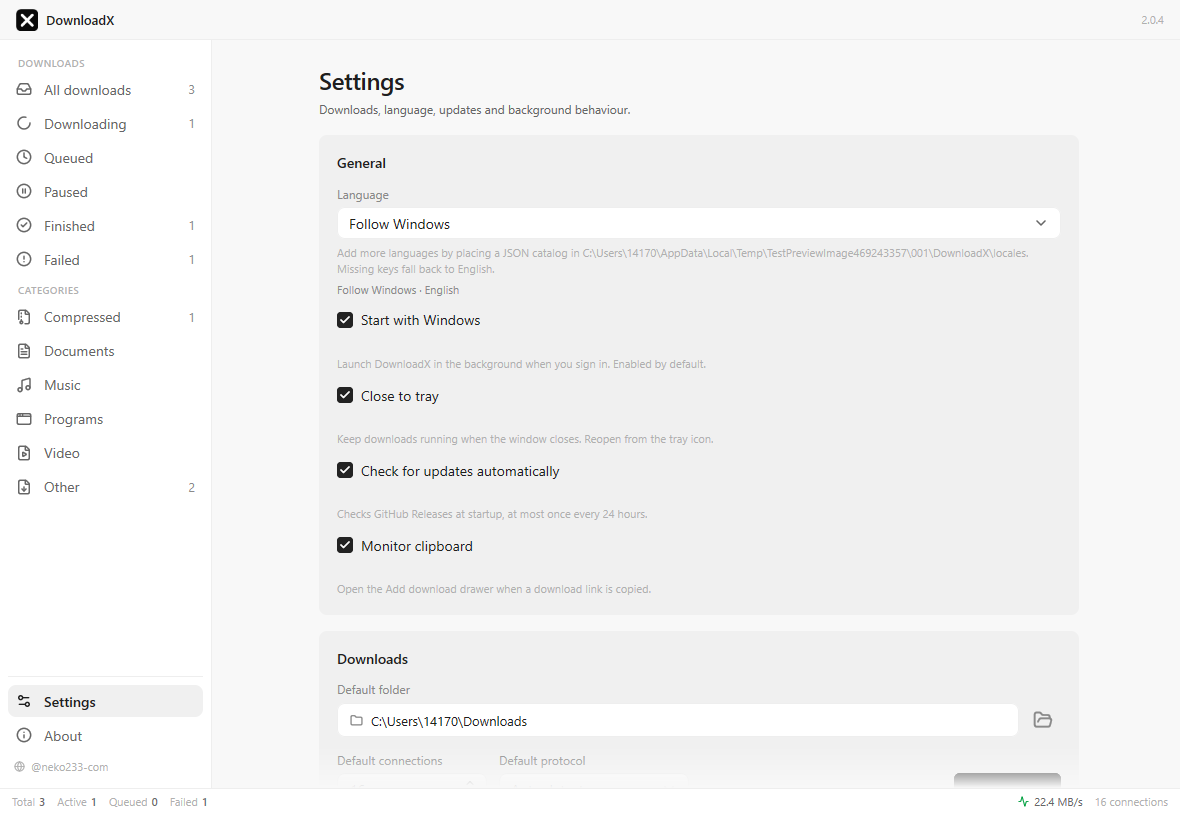 DownloadX
2.0.4
DOWNLOADS
All downloads 3
Downloading 1
Queued
Paused
Finished 1
Failed 1
CATEGORIES
Compressed 1
Documents
Music
Programs
Video
Other 2
Settings
About
@neko233-com
Settings
Downloads, language, updates and background behaviour.
General
Language
Follow Windows
Add more languages by placing a JSON catalog in C:\Users\14170\AppData\Local\Temp\TestPreviewImage469243357\001\DownloadX\locales.
Missing keys fall back to English.
Follow Windows · English
Start with Windows
Launch DownloadX in the background when you sign in. Enabled by default.
Close to tray
Keep downloads running when the window closes. Reopen from the tray icon.
Check for updates automatically
Checks GitHub Releases at startup, at most once every 24 hours.
Monitor clipboard
Open the Add download drawer when a download link is copied.
Downloads
Default folder
C:\Users\14170\Downloads
Default connections Default protocol
Total 3 Active 1 Queued 0 Failed 1
22.4 MB/s 16 connections